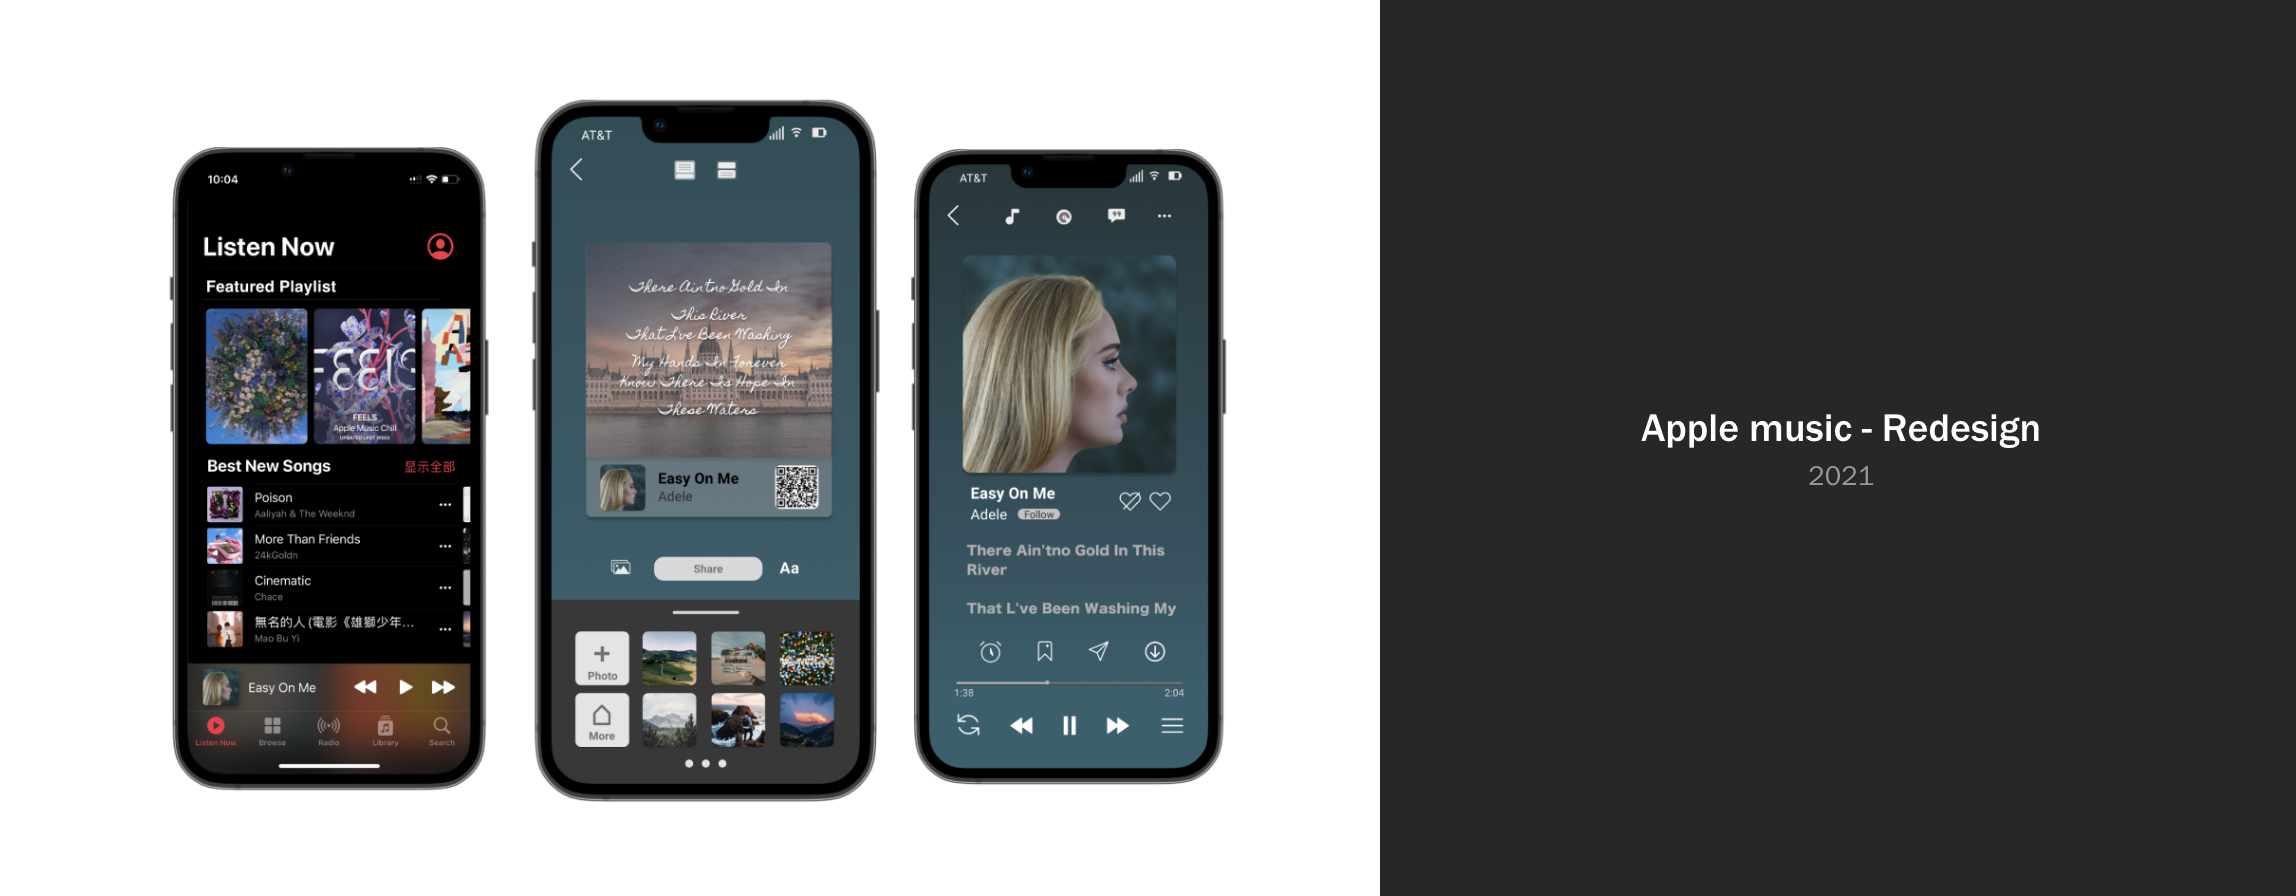 10:04
Listen Now
Featured Playlist
FEELS
FEELS
Apple Music Chill
UPDATED LAST WEEK
Best New Songs
显示全部
Poison
Aaliyah & The Weeknd
More Than Friends
24kGoldn
Cinematic
Chace
無名的人 (電影《雄獅少年...
Mao Bu Yi
Easy On Me
Listen Now
Browse
Radio
Library
Search
AT&T
There Ain'tno Gold In
This River
That L've Been Washing
My Hands In Forever
Know There Is Hope In
These Waters
Easy On Me
Adele
Share
Aa
Photo
More
AT&T
Easy On Me
Adele
Follow
There Ain'tno Gold In This
River
That L've Been Washing My
1:38
2:04
Apple music - Redesign
2021